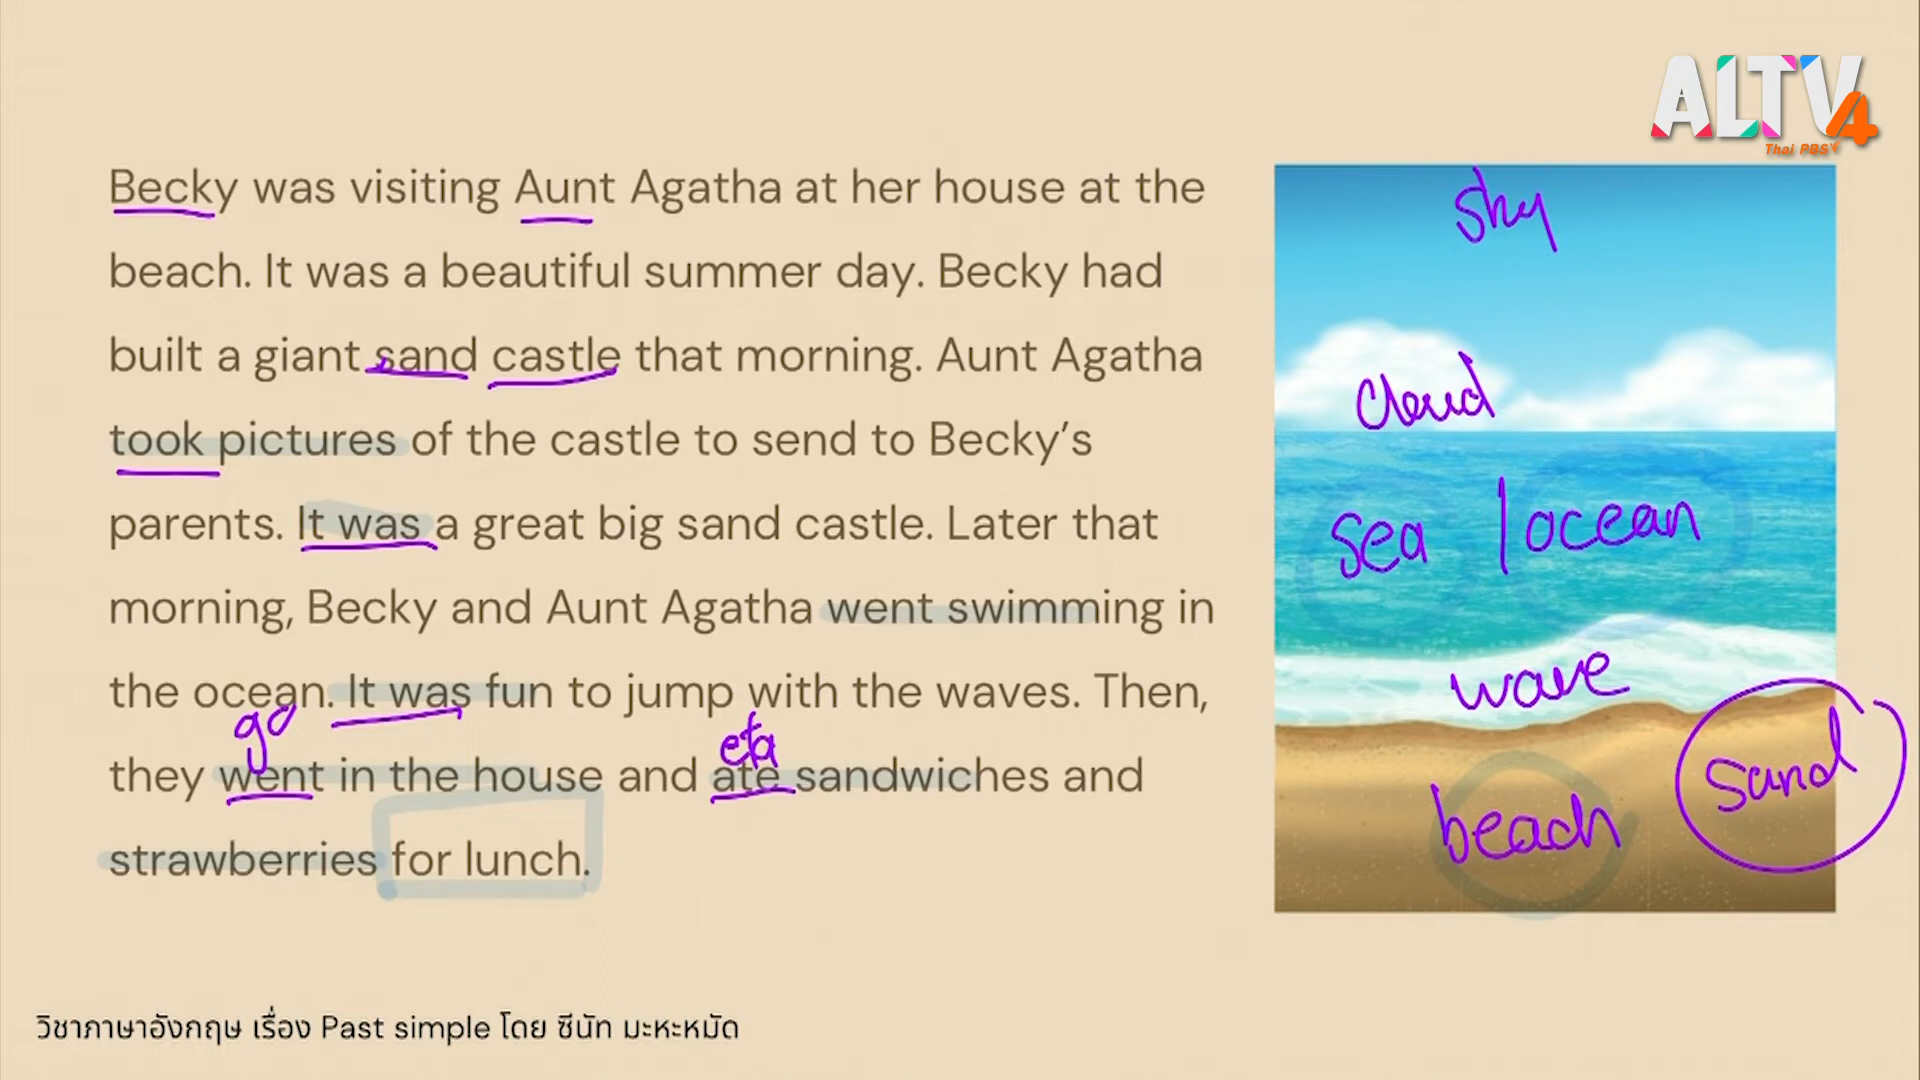 ALTV4
Thai PBS
Becky was visiting Aunt Agatha at her house at the
beach. It was a beautiful summer day. Becky had
built a giant sand castle that morning. Aunt Agatha
took pictures of the castle to send to Becky’s
parents. It was a great big sand castle. Later that
morning, Becky and Aunt Agatha went swimming in
the ocean. It was fun to jump with the waves. Then,
go
they went in the house and ate sandwiches and
strawberries for lunch.
sky
cloud
sea / ocean
wave
sand
beach
วิชาภาษาอังกฤษ เรื่อง Past simple โดย ซีนัท มะหะหมัด